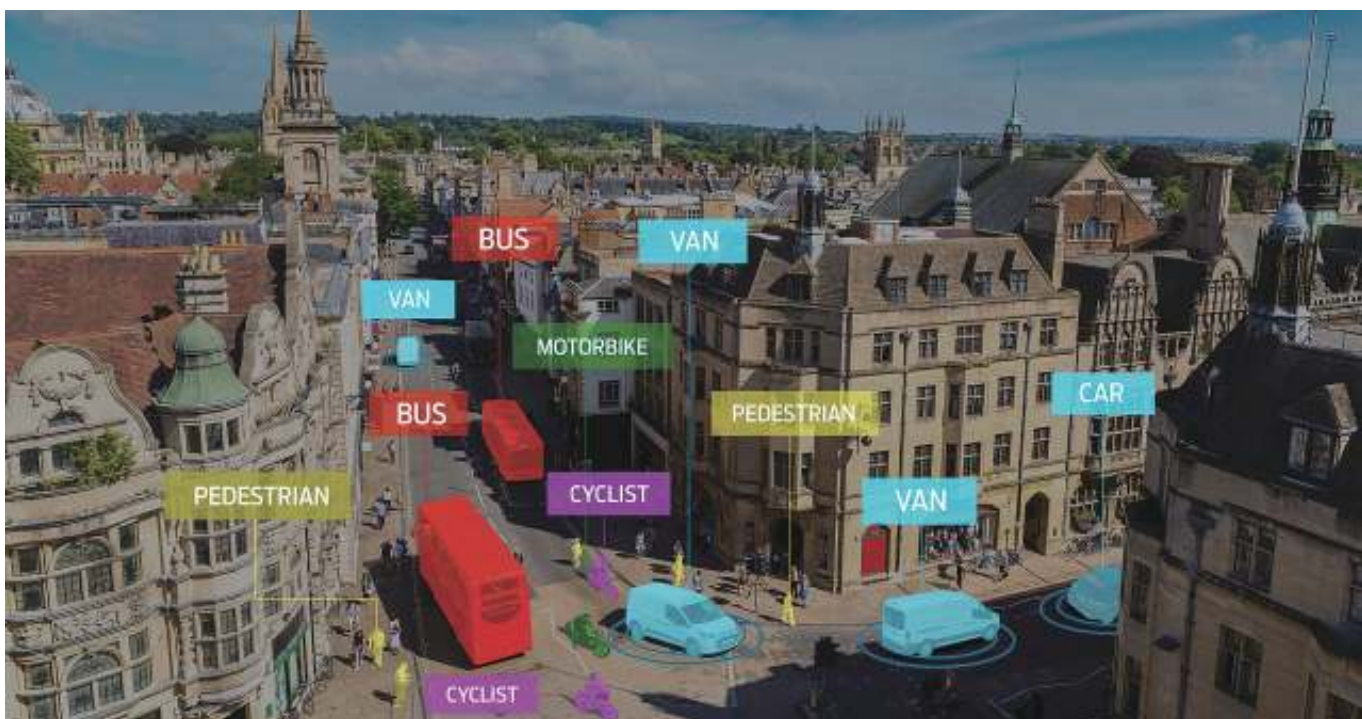 BUS
VAN
VAN
MOTORBIKE
CAR
BUS
PEDESTRIAN
PEDESTRIAN
CYCLIST
VAN
CYCLIST